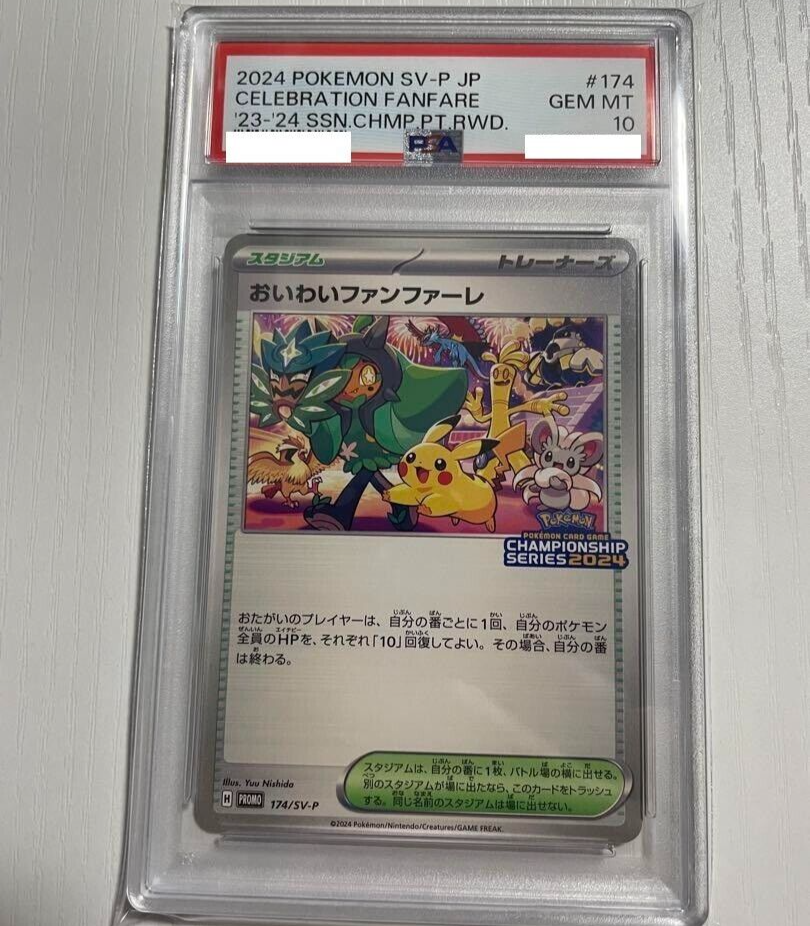 2024 POKEMON SV-P JP #174
CELEBRATION FANFARE GEM MT
'23-'24 SSN.CHMP.PT.RWD. 10
PSA
スタジアム トレーナーズ
おいわいファンファーレ
POKÉMON
POKÉMON CARD GAME
CHAMPIONSHIP
SERIES 2024
おたがいのプレイヤーは、自分の番ごとに1回、自分のポケモン
全員のHPを、それぞれ「10」回復してよい。その場合、自分の番
は終わる。
スタジアムは、自分の番に1枚、バトル場の横に出せる。
別のスタジアムが場に出たなら、このカードをトラッシュ
する。同じ名前のスタジアムは場に出せない。
Illus. Yuu Nishida
H PROMO 174/SV-P
©2024 Pokémon/Nintendo/Creatures/GAME FREAK.